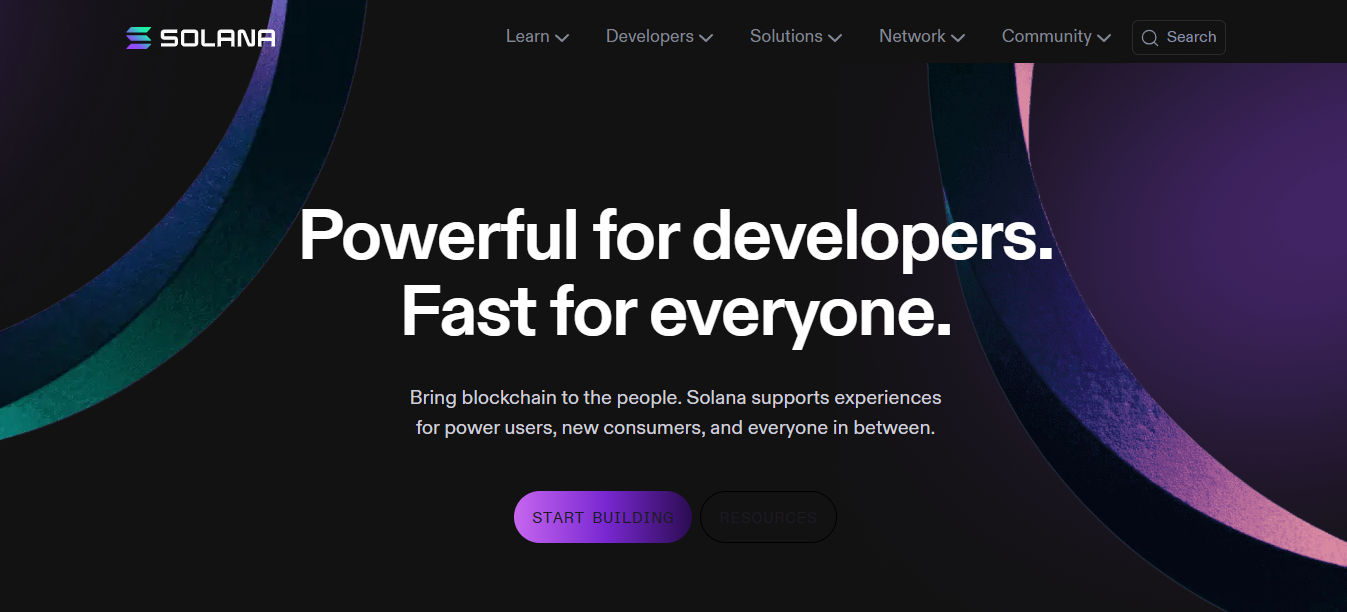 SOLANA
Learn Developers Solutions Network Community Search
Powerful for developers.
Fast for everyone.
Bring blockchain to the people. Solana supports experiences
for power users, new consumers, and everyone in between.
START BUILDING RESOURCES